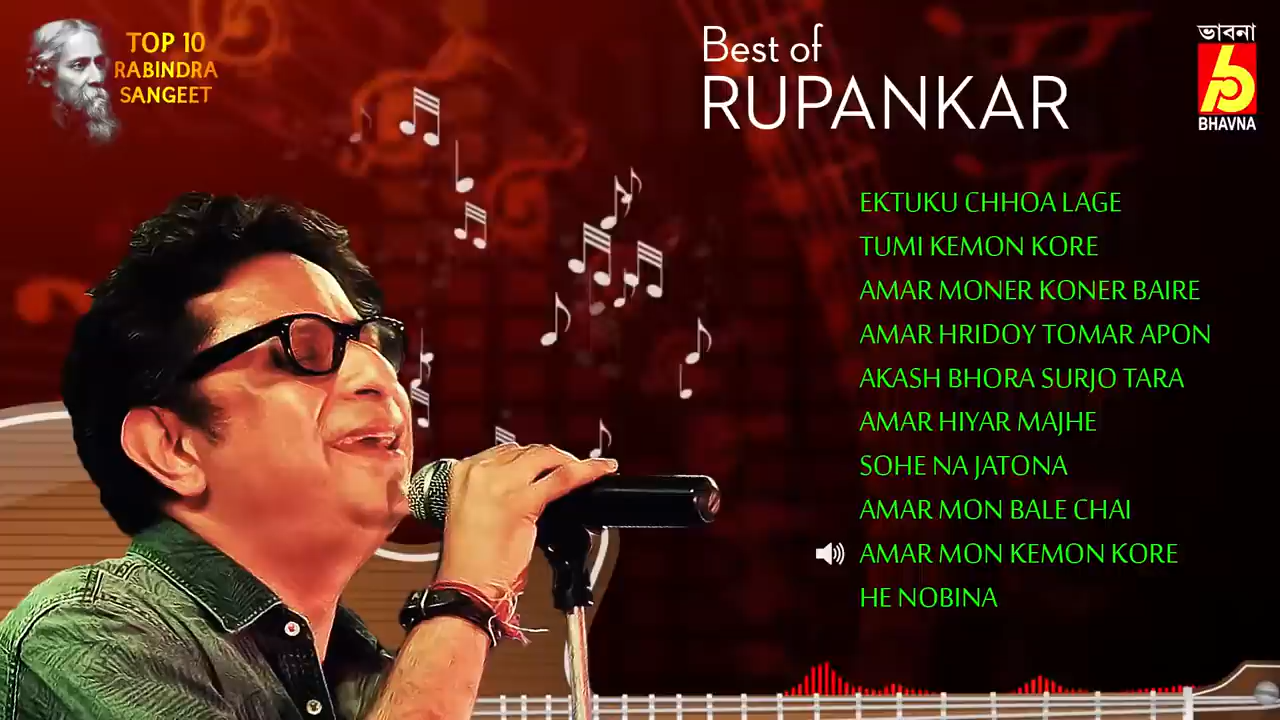 TOP 10
RABINDRA
SANGEET
Best of
RUPANKAR
ভাবনা
BHAVNA
EKTUKU CHHOA LAGE
TUMI KEMON KORE
AMAR MONER KONER BAIRE
AMAR HRIDOY TOMAR APON
AKASH BHORA SURJO TARA
AMAR HIYAR MAJHE
SOHE NA JATONA
AMAR MON BALE CHAI
AMAR MON KEMON KORE
HE NOBINA